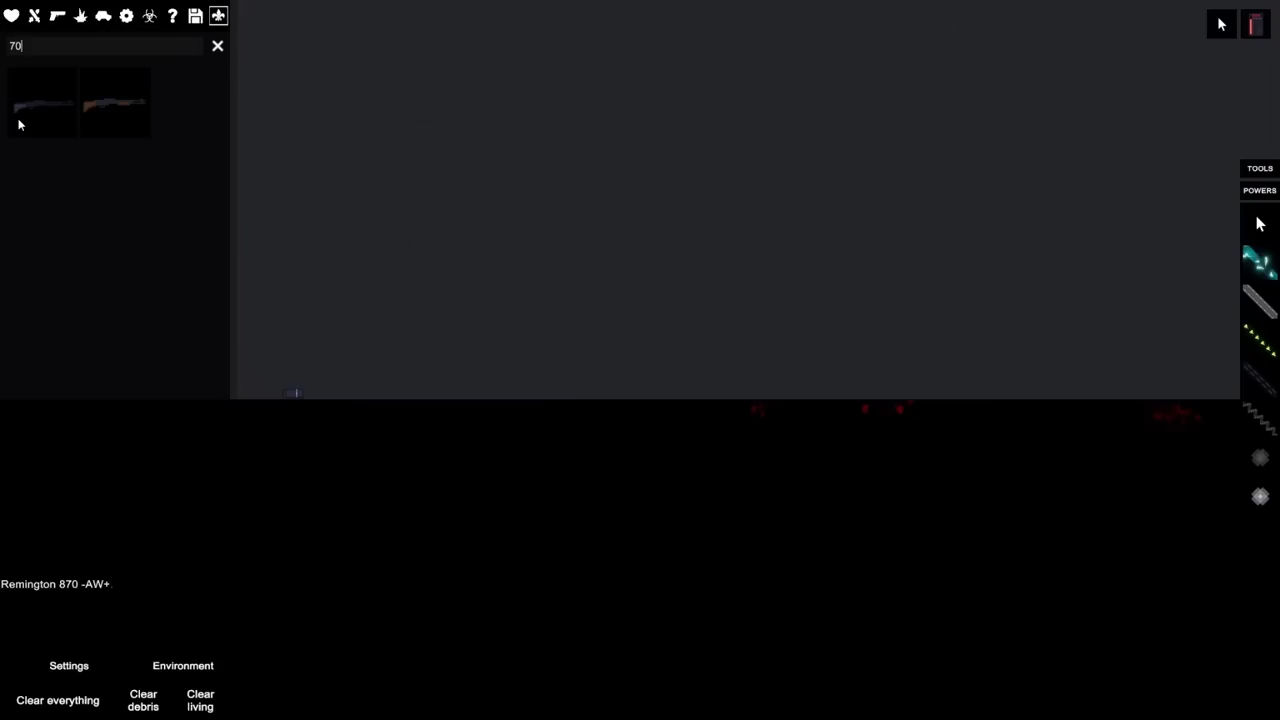 70
TOOLS
POWERS
Remington 870 -AW+.
Settings
Environment
Clear everything
Clear
debris
Clear
living